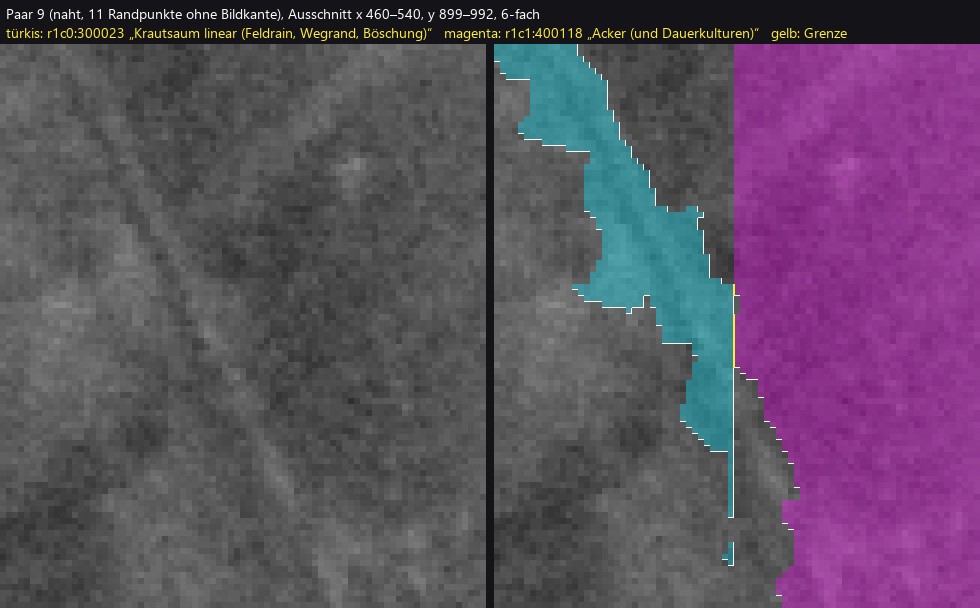 Paar 9 (naht, 11 Randpunkte ohne Bildkante), Ausschnitt x 460–540, y 899–992, 6-fach
türkis: r1c0:300023 „Krautsaum linear (Feldrain, Wegrand, Böschung)“ magenta: r1c1:400118 „Acker (und Dauerkulturen)“ gelb: Grenze